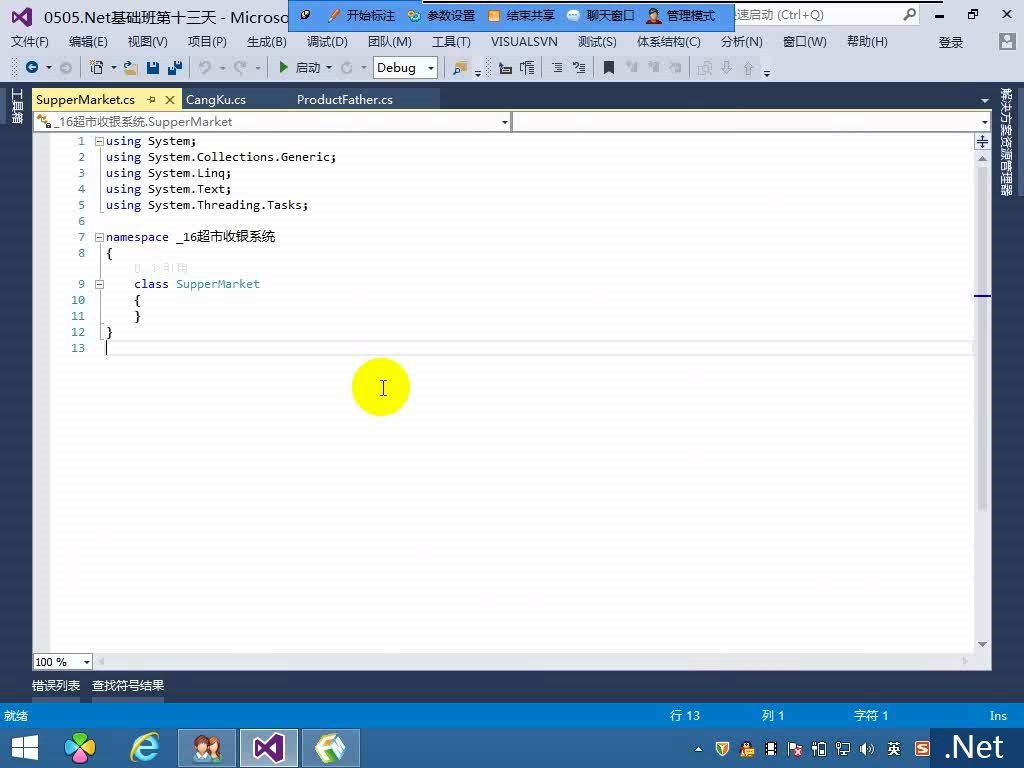 0505.Net基础班第十三天 - Microso
开始标注 参数设置 结束共享 聊天窗口 管理模式
速启动 (Ctrl+Q)
文件(F) 编辑(E) 视图(V) 项目(P) 生成(B) 调试(D) 团队(M) 工具(T) VISUALSVN 测试(S) 体系结构(C) 分析(N) 窗口(W) 帮助(H) 登录
启动 Debug
工具箱
SupperMarket.cs CangKu.cs ProductFather.cs
_16超市收银系统.SupperMarket
解决方案资源管理器
1 using System;
2 using System.Collections.Generic;
3 using System.Linq;
4 using System.Text;
5 using System.Threading.Tasks;
6
7 namespace _16超市收银系统
8 {
0 个引用
9 class SupperMarket
10 {
11 }
12 }
13
100 %
错误列表 查找符号结果
就绪 行 13 列 1 字符 1 Ins
英 .Net